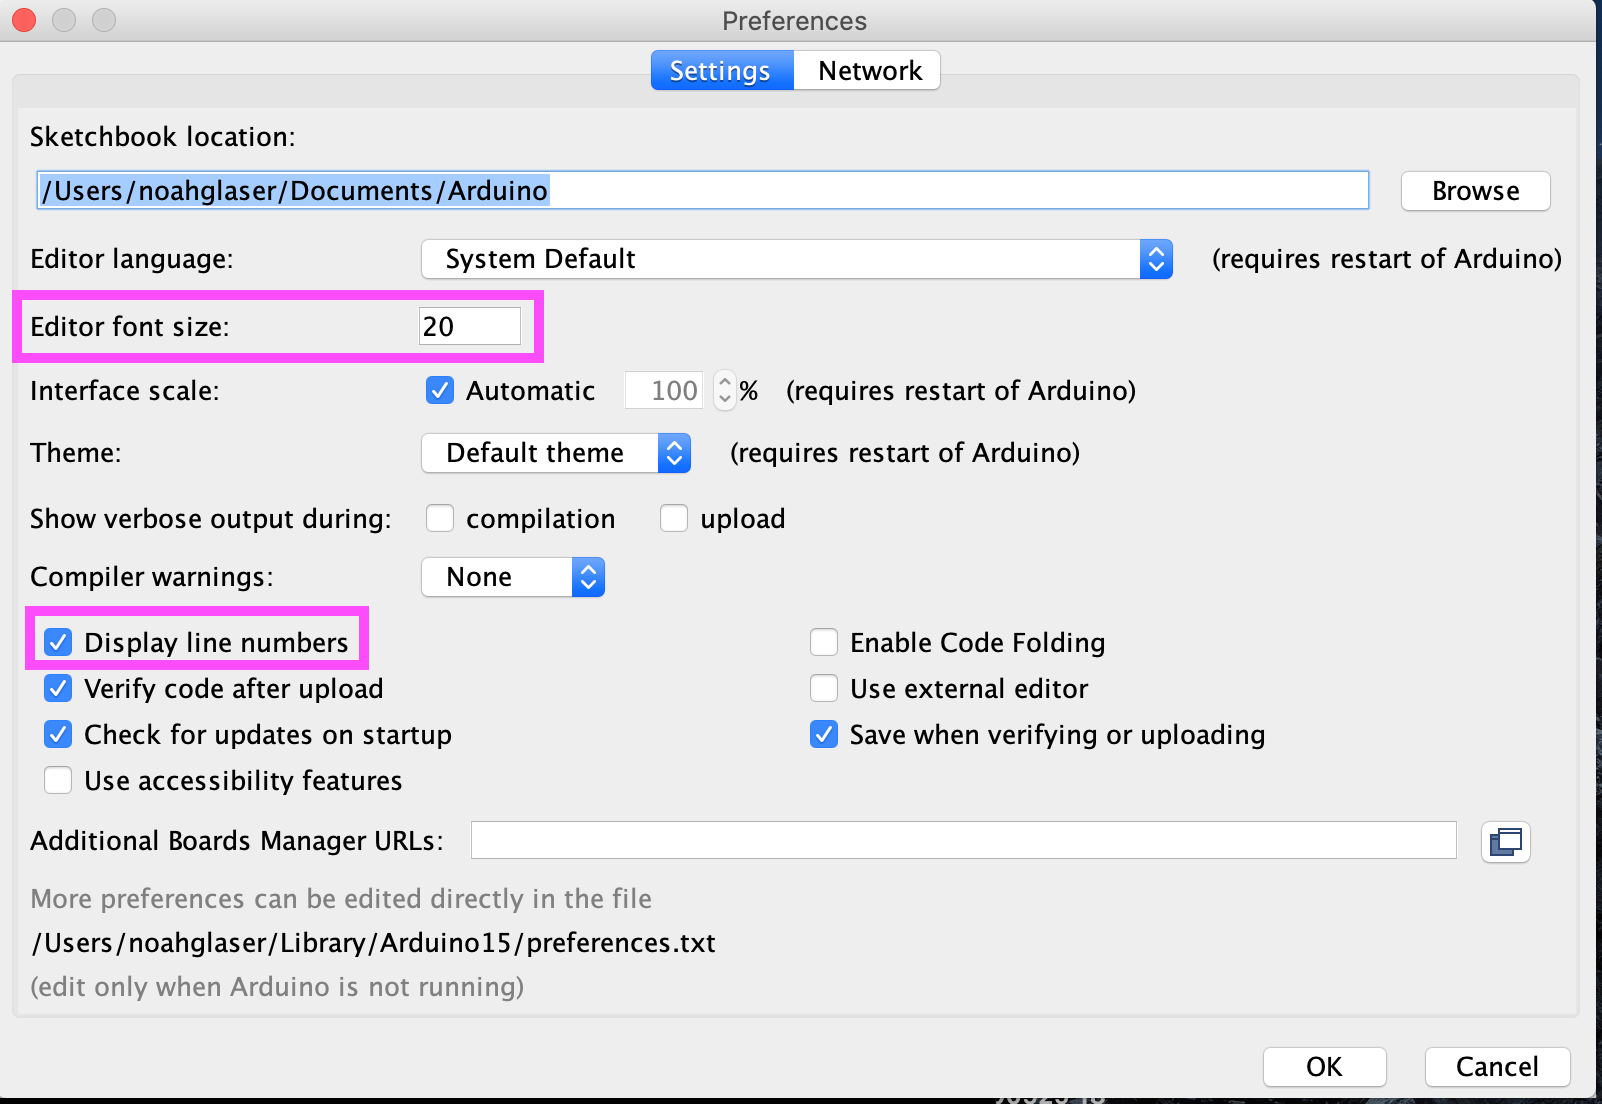 Preferences
Settings Network
Sketchbook location:
/Users/noahglaser/Documents/Arduino Browse
Editor language: System Default (requires restart of Arduino)
Editor font size: 20
Interface scale: Automatic 100 % (requires restart of Arduino)
Theme: Default theme (requires restart of Arduino)
Show verbose output during: compilation upload
Compiler warnings: None
Display line numbers Enable Code Folding
Verify code after upload Use external editor
Check for updates on startup Save when verifying or uploading
Use accessibility features
Additional Boards Manager URLs:
More preferences can be edited directly in the file
/Users/noahglaser/Library/Arduino15/preferences.txt
(edit only when Arduino is not running)
OK Cancel